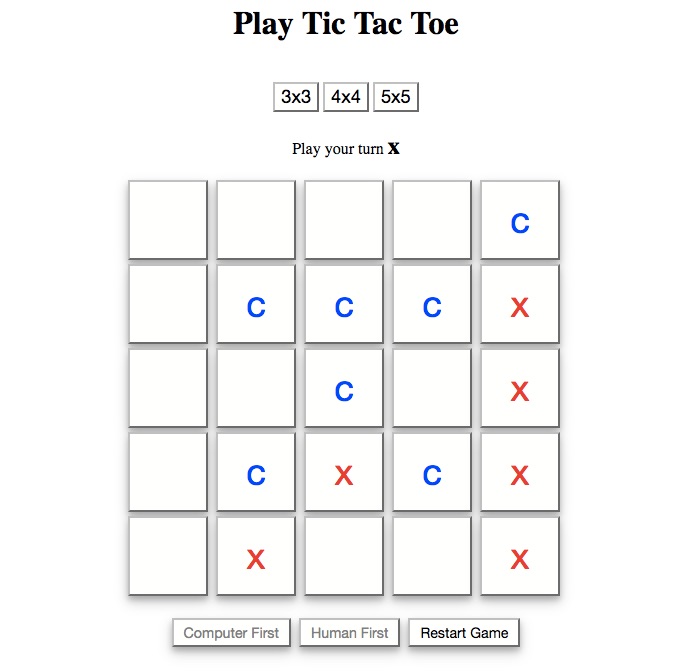 Play Tic Tac Toe
3x3 4x4 5x5
Play your turn X
C
C C C X
C X
C X C X
X X
Computer First Human First Restart Game